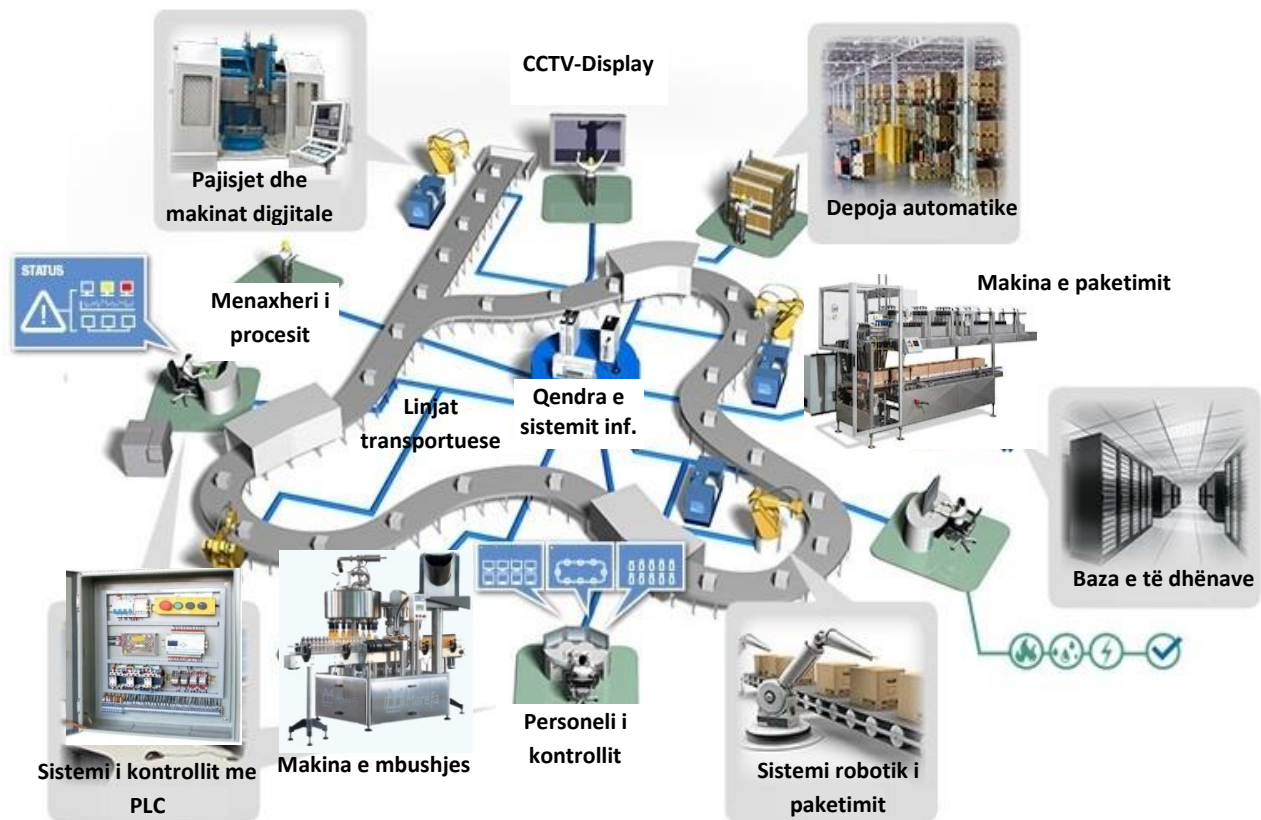 CCTV-Display
Pajisjet dhe
makinat digjitale
Depoja automatike
STATUS
Menaxheri i
procesit
Makina e paketimit
Linjat
transportuese
Qendra e
sistemit inf.
Baza e të dhënave
Personeli i
kontrollit
Makina e mbushjes
Sistemi i kontrollit me
PLC
Sistemi robotik i
paketimit